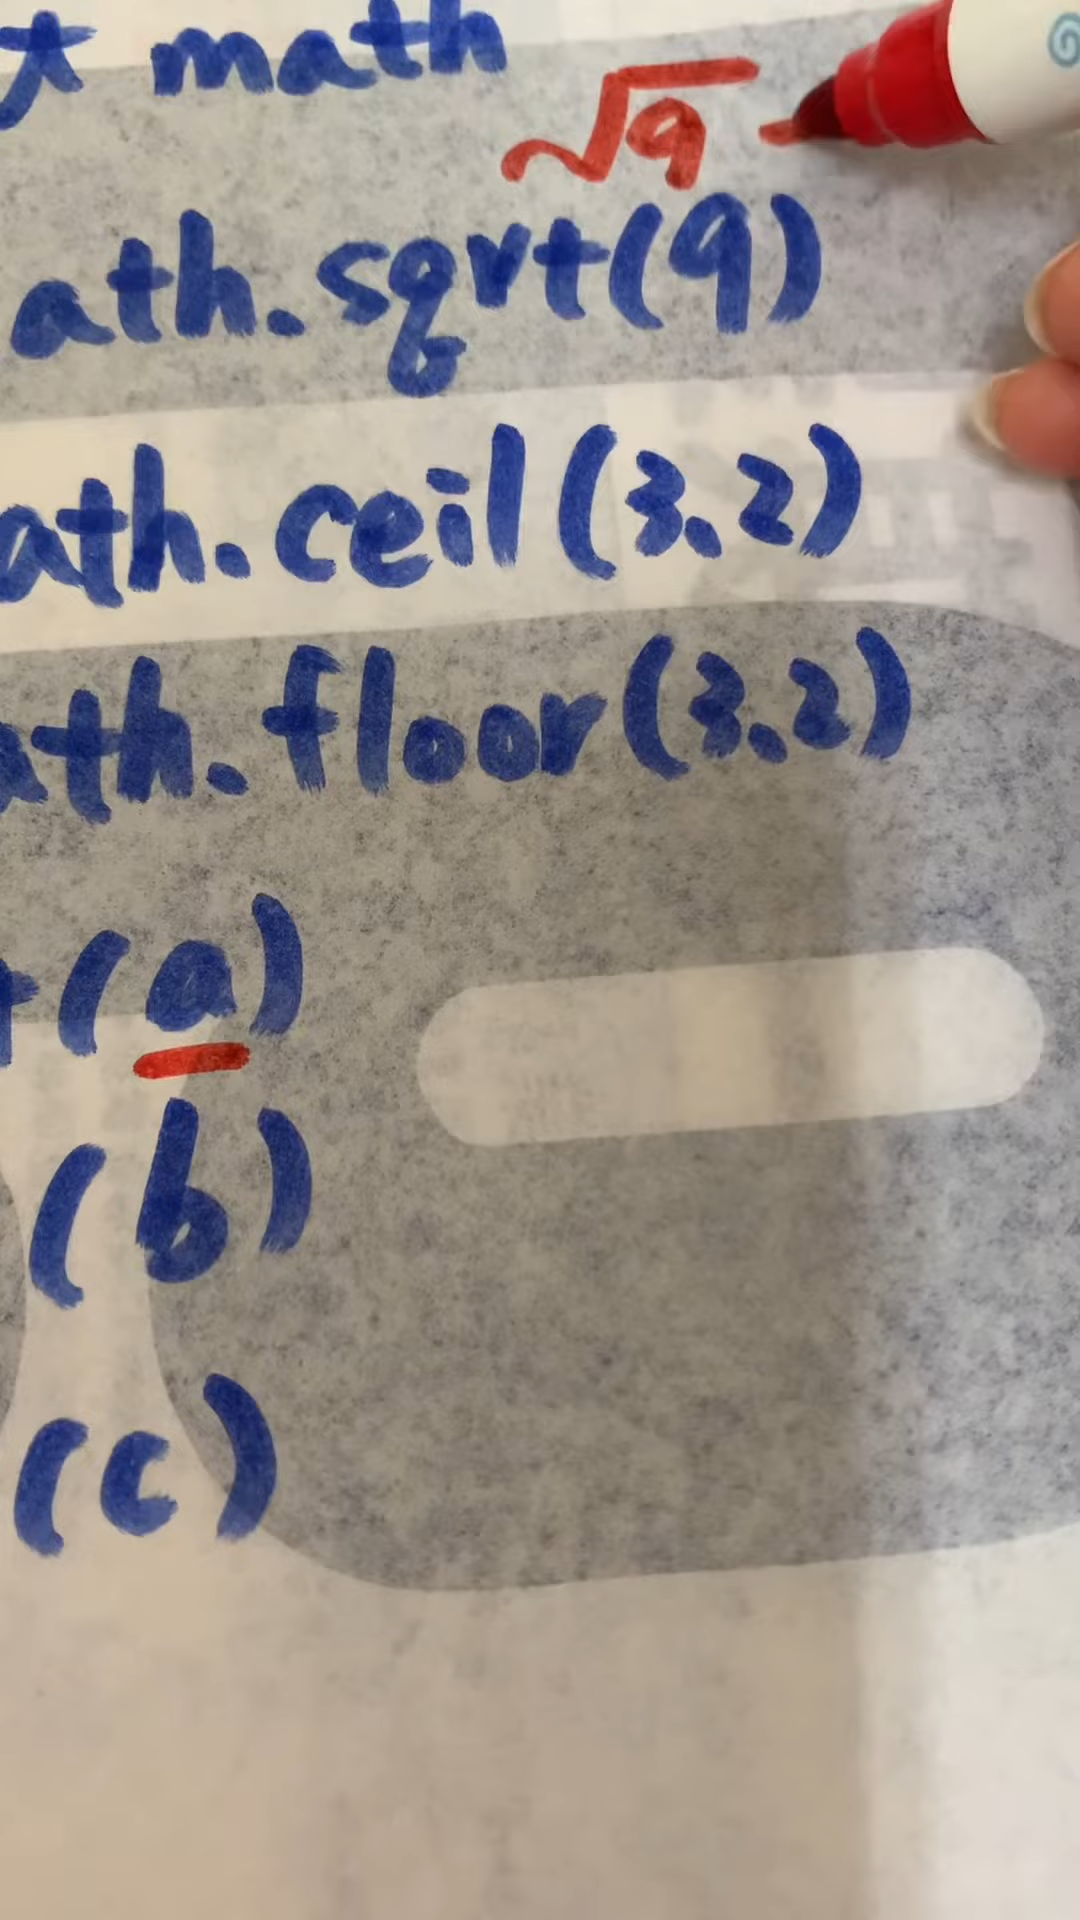 t math
√9 -
ath.sqrt(9)
ath.ceil(3.2)
ath.floor(3.2)
t(a)
(b)
(c)